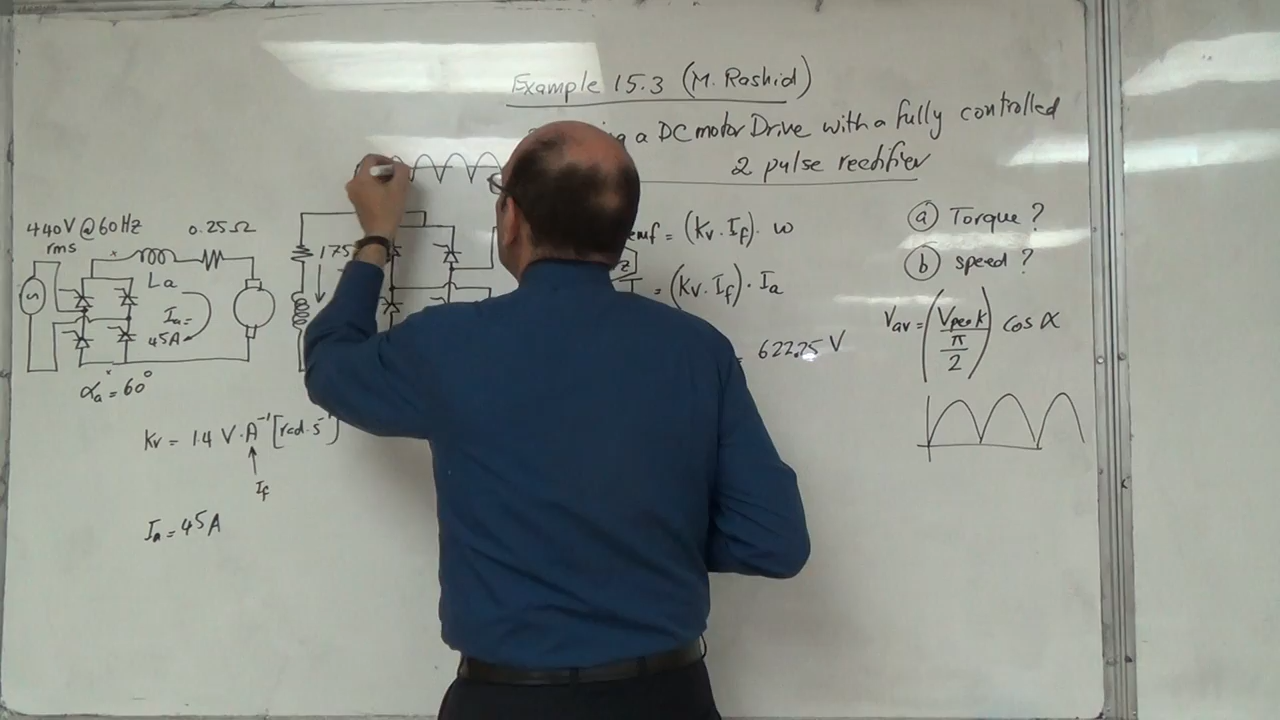 Example 15.3 (M. Rashid)
a DC motor Drive with a fully controlled
2 pulse rectifier
440V @ 60Hz
rms
0.25Ω
La
Ia=
45A
αa = 60°
175
emf = (Kv. If). ω
T = (Kv. If). Ia
622.25 V
ⓐ Torque?
ⓑ speed?
Vav = (Vpeak / π/2) cos α
Kv = 1.4 V.A⁻¹ [rad.s⁻¹]
If
Ia = 45A